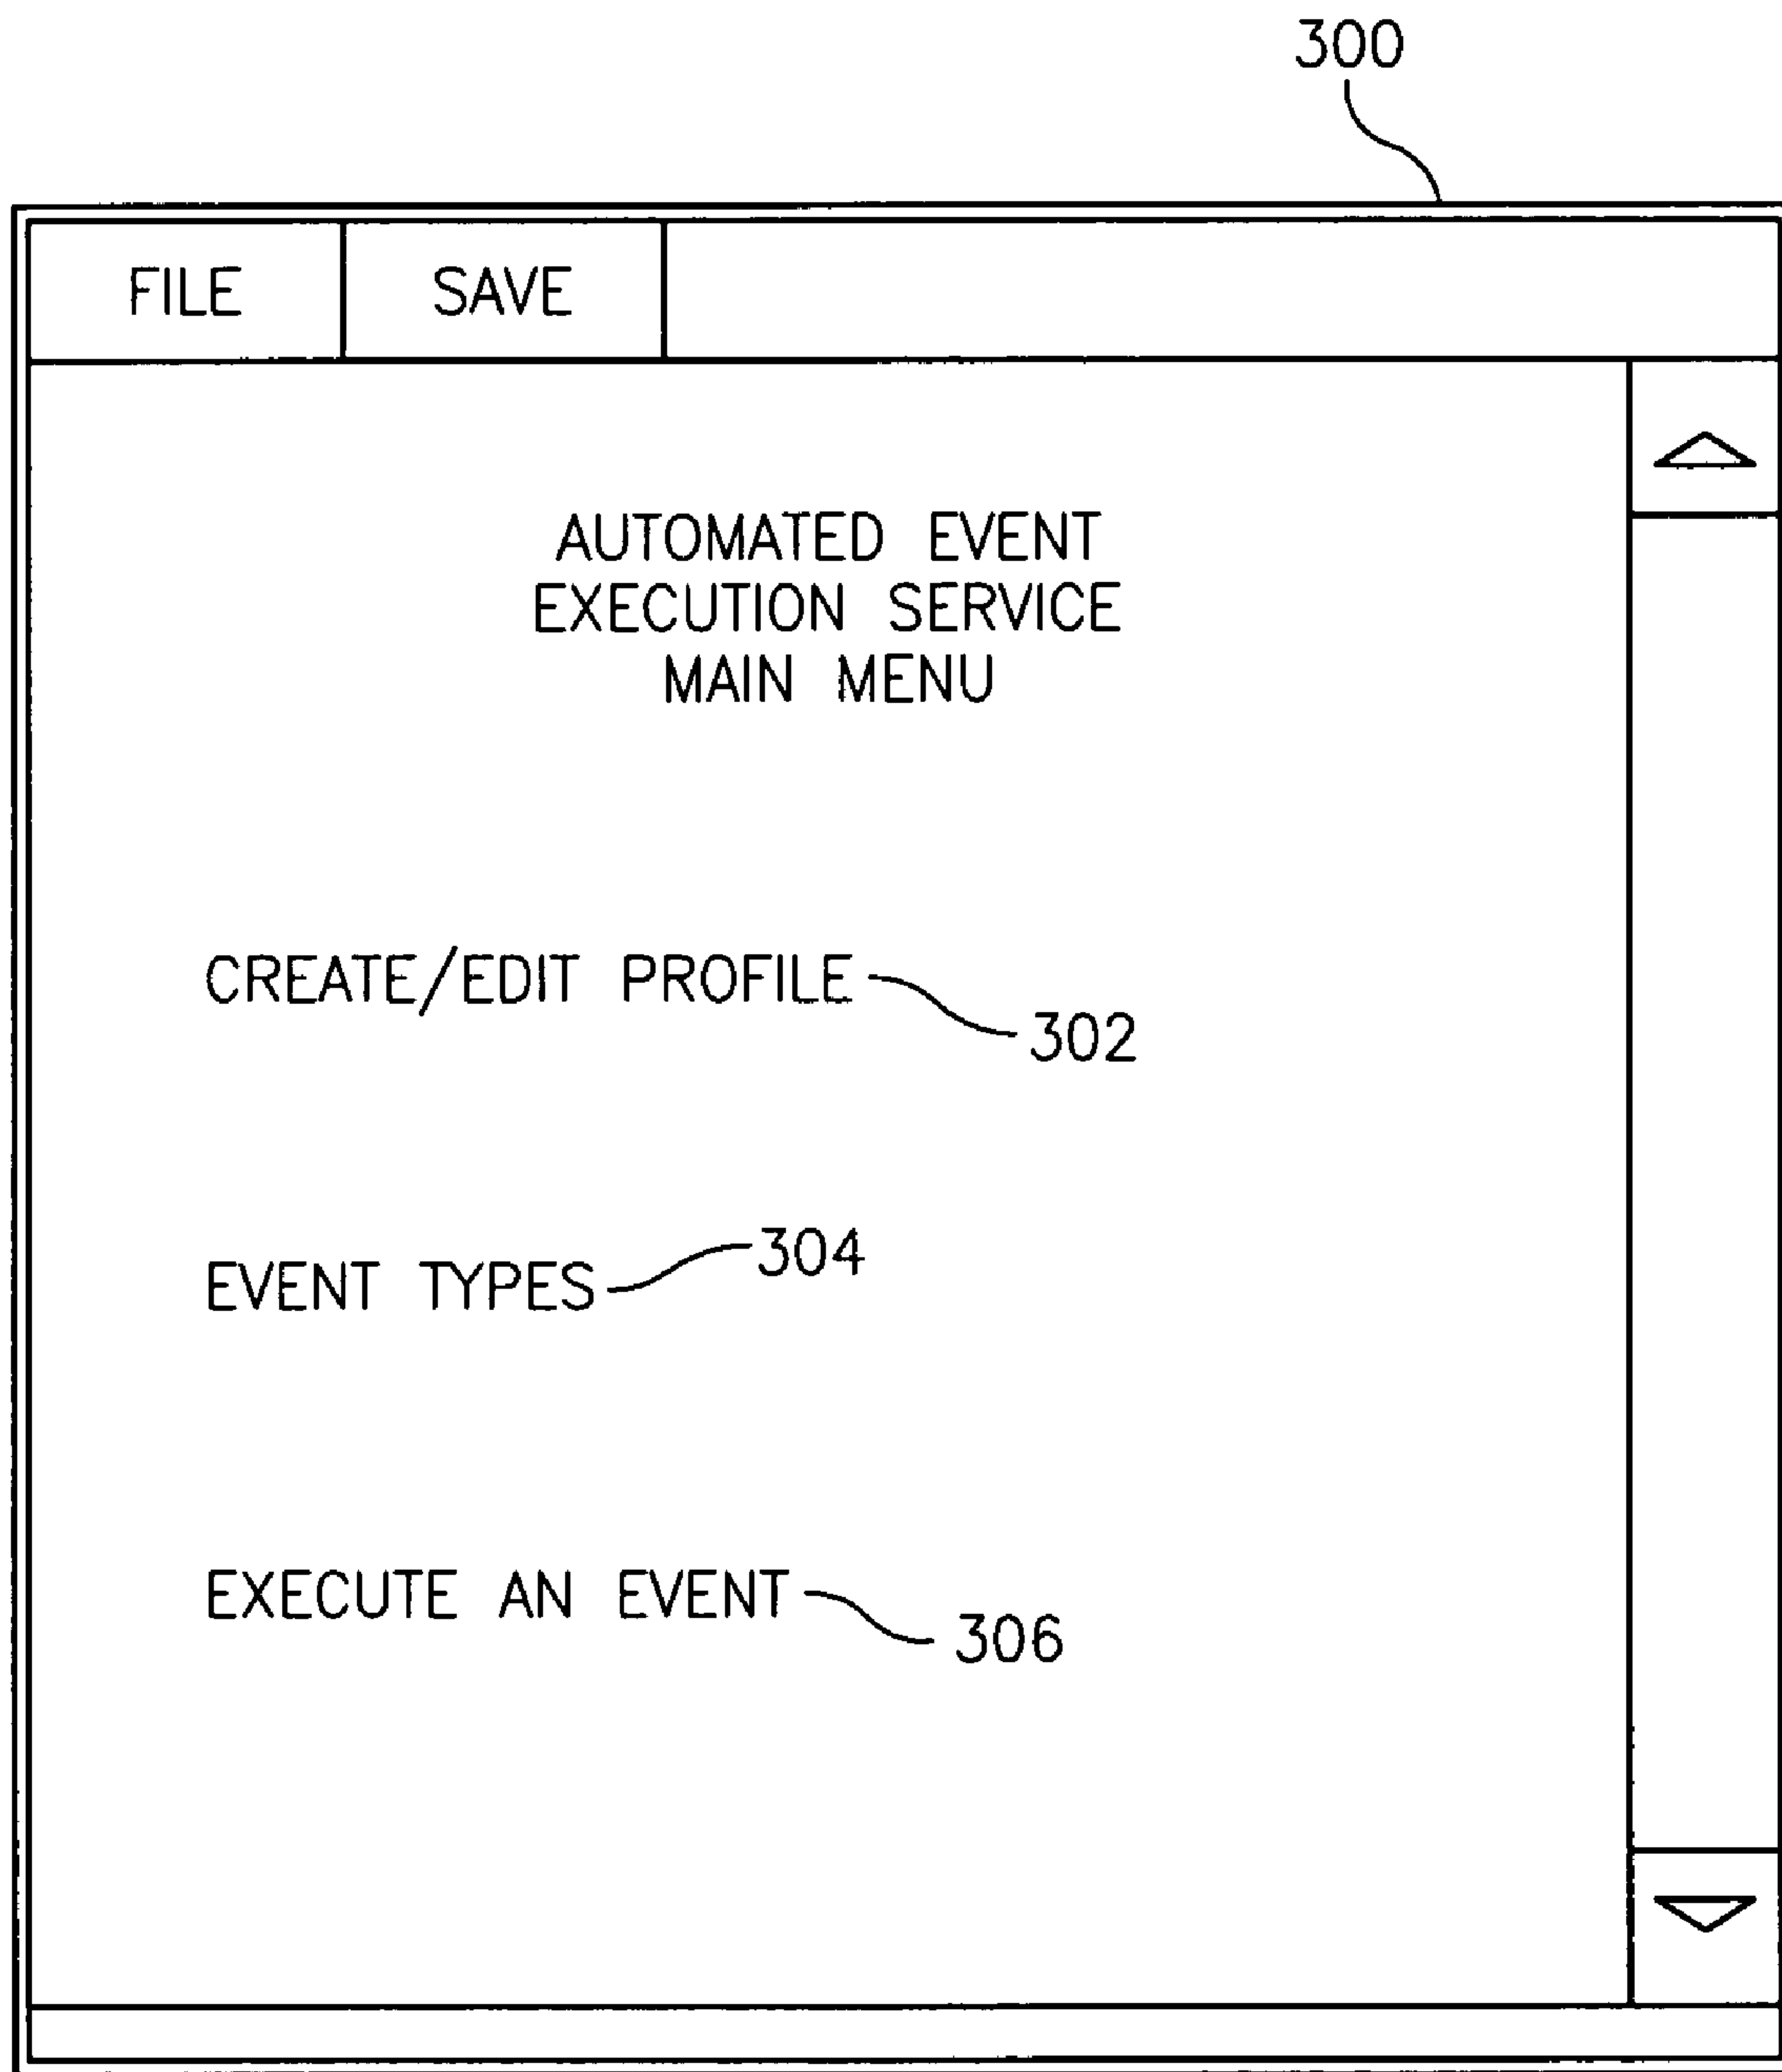 300
FILE SAVE
AUTOMATED EVENT
EXECUTION SERVICE
MAIN MENU
CREATE/EDIT PROFILE
302
304
EVENT TYPES
EXECUTE AN EVENT
306